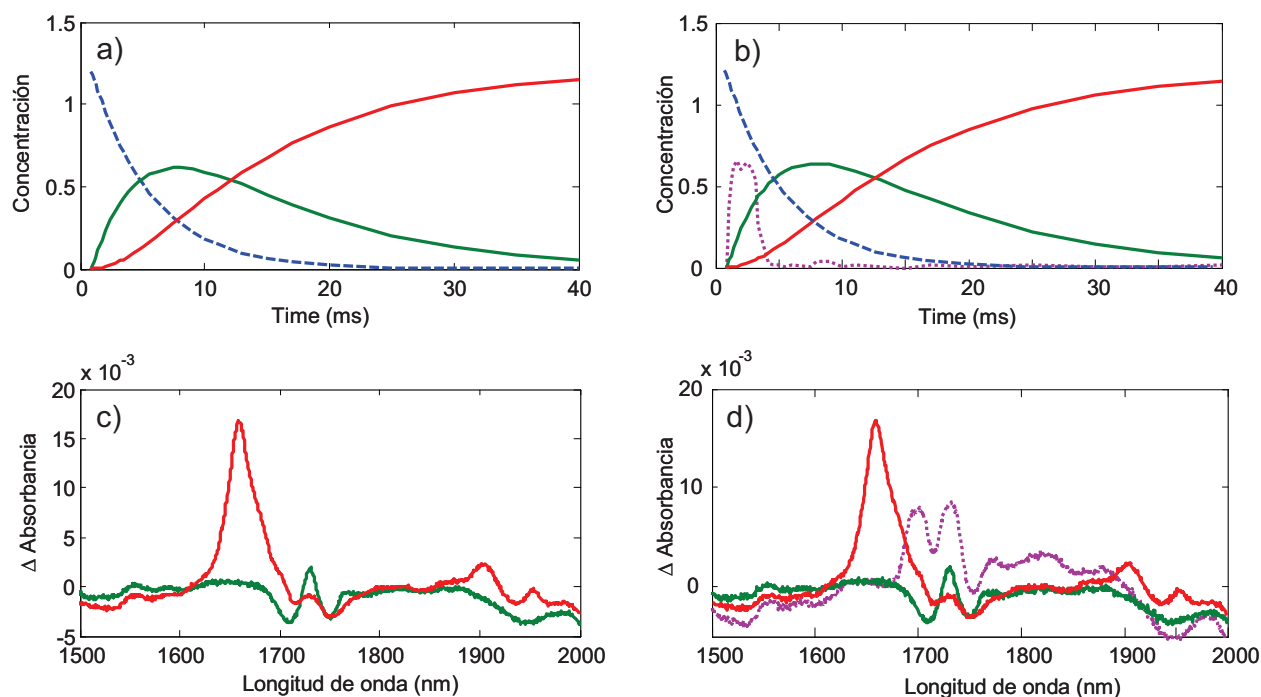 1.5
a)
1
0.5
0
Concentración
0 10 20 30 40
Time (ms)
1.5
b)
1
0.5
0
Concentración
0 10 20 30 40
Time (ms)
x 10-3
20
c)
15
10
5
0
-5
Δ Absorbancia
1500 1600 1700 1800 1900 2000
Longitud de onda (nm)
x 10-3
20
d)
15
10
5
0
-5
Δ Absorbancia
1500 1600 1700 1800 1900 2000
Longitud de onda (nm)